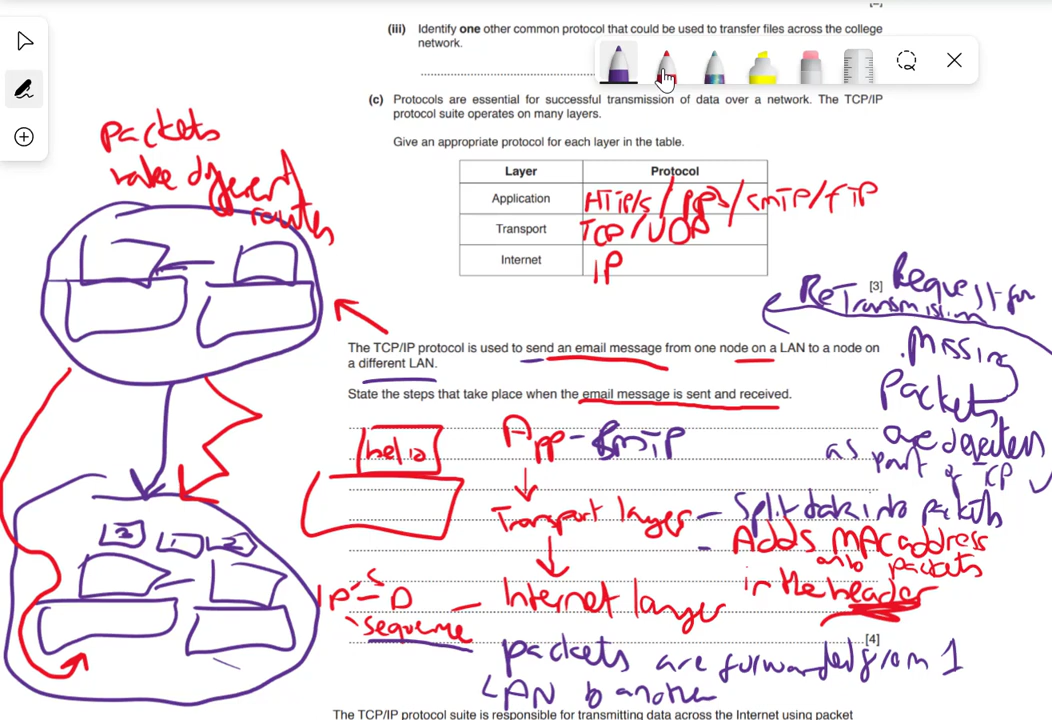 (iii) Identify one other common protocol that could be used to transfer files across the college
network.
(c) Protocols are essential for successful transmission of data over a network. The TCP/IP
protocol suite operates on many layers.
Give an appropriate protocol for each layer in the table.
Layer Protocol
Application HTTP/s / POP3 / SMTP / FTP
Transport TCP / UDP
Internet IP
[3]
packets
take different
routes
Request for
ReTransmission
Missing
Packets
are detected
as part of TCP
The TCP/IP protocol is used to send an email message from one node on a LAN to a node on
a different LAN.
State the steps that take place when the email message is sent and received.
hello
App - SMTP
Transport layer - Split data into packets
- Adds MAC address
onto packets
in the header
2 1 2
IP - S
D
- Internet layer
sequence
[4]
packets are forwarded from 1
LAN to another
The TCP/IP protocol suite is responsible for transmitting data across the Internet using packet